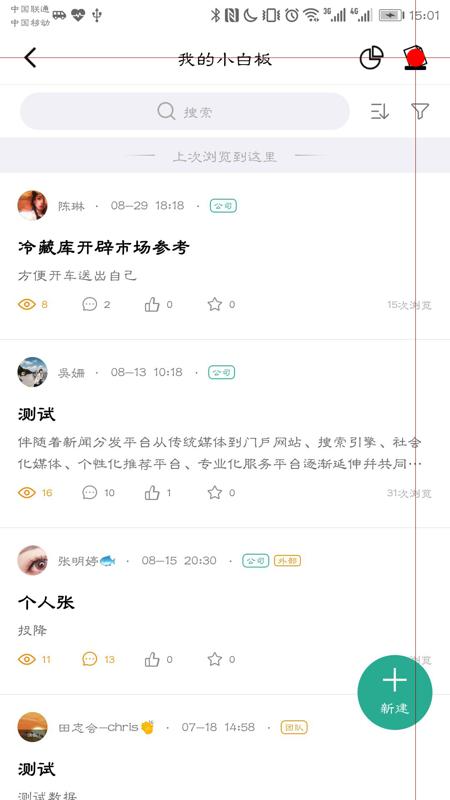 中国联通
中国移动
3G 4G 15:01
我的小白板
搜索
上次浏览到这里
陈琳 · 08-29 18:18 · 公司
冷藏库开辟市场参考
方便开车送出自己
8 2 0 0 15次浏览
吳姗 · 08-13 10:18 · 公司
测试
伴随着新闻分发平台从传统媒体到门戶网站、搜索引擎、社会
化媒体、个性化推荐平台、专业化服务平台逐渐延伸并共同…
16 10 1 0 31次浏览
张明婷🐟 · 08-15 20:30 · 公司 外部
个人张
投降
11 13 0 0 览
新建
田志会-chris👏 · 07-18 14:58 · 团队
测试
测试数据